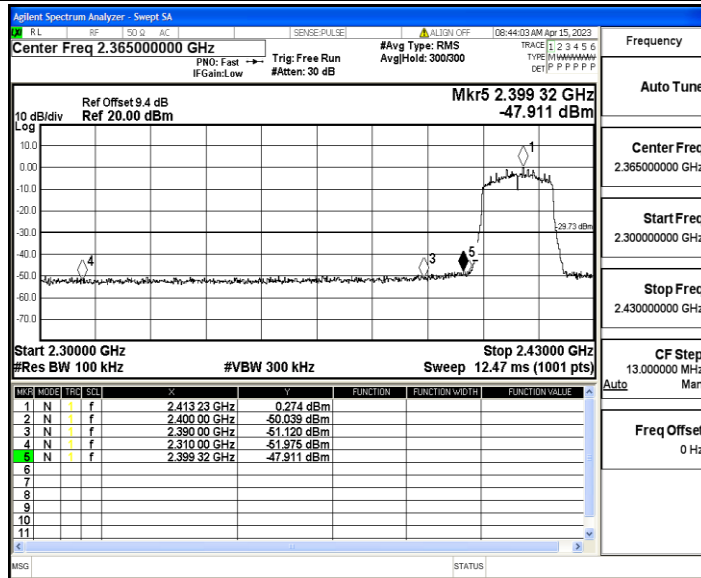 Agilent Spectrum Analyzer - Swept SA
RL RF 50 Ω AC SENSE:PULSE ALIGN OFF 08:44:03 AM Apr 15, 2023
Center Freq 2.365000000 GHz
PNO: Fast
IFGain:Low
Trig: Free Run
#Atten: 30 dB
#Avg Type: RMS
Avg|Hold: 300/300
TRACE 1 2 3 4 5 6
TYPE MWWWWW
DET P P P P P P
Frequency
Auto Tune
Center Freq
2.365000000 GHz
Start Freq
2.300000000 GHz
Stop Freq
2.430000000 GHz
CF Step
13.000000 MHz
Auto Man
Freq Offset
0 Hz
Mkr5 2.399 32 GHz
-47.911 dBm
Ref Offset 9.4 dB
10 dB/div Ref 20.00 dBm
Log
10.0
0.00
-10.0
-20.0
-30.0
-40.0
-50.0
-60.0
-70.0
1
-29.73 dBm
4
3
5
Start 2.30000 GHz Stop 2.43000 GHz
#Res BW 100 kHz #VBW 300 kHz Sweep 12.47 ms (1001 pts)
MKR MODE TRC SCL X Y FUNCTION FUNCTION WIDTH FUNCTION VALUE
1 N 1 f 2.413 23 GHz 0.274 dBm
2 N 1 f 2.400 00 GHz -50.039 dBm
3 N 1 f 2.390 00 GHz -51.120 dBm
4 N 1 f 2.310 00 GHz -51.975 dBm
5 N 1 f 2.399 32 GHz -47.911 dBm
6
7
8
9
10
11
MSG STATUS